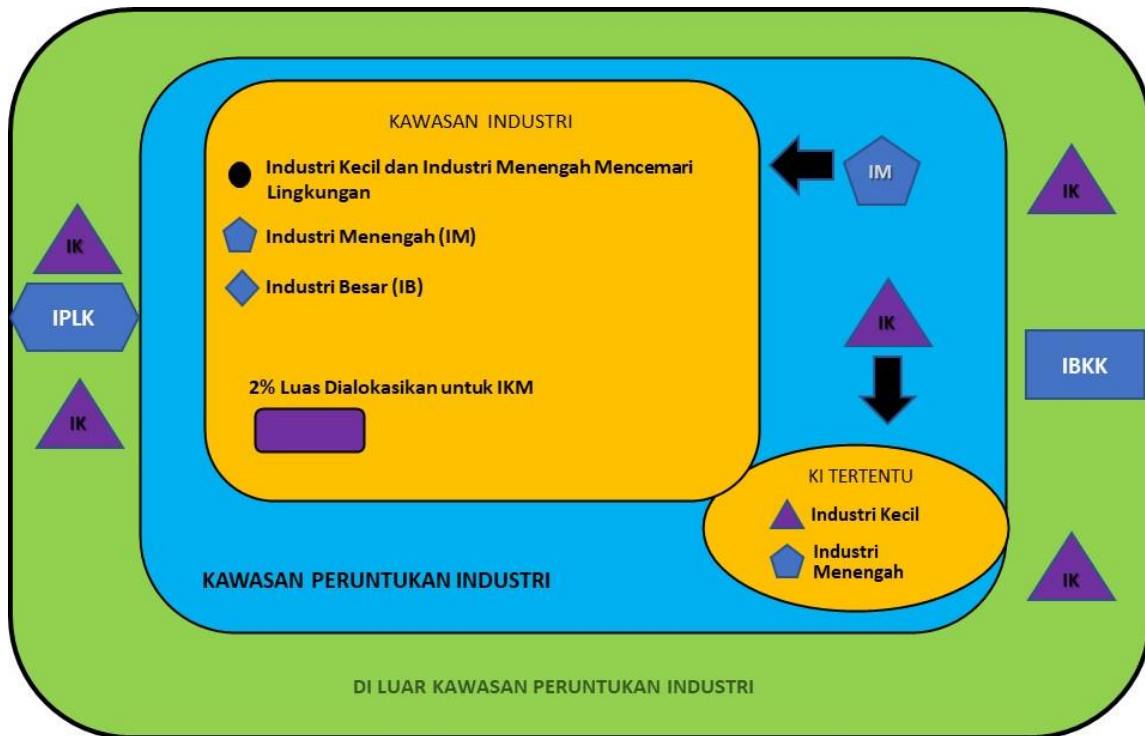 KAWASAN INDUSTRI
Industri Kecil dan Industri Menengah Mencemari
Lingkungan
Industri Menengah (IM)
Industri Besar (IB)
2% Luas Dialokasikan untuk IKM
IM
IK
IK
IK
IPLK
IK
IBKK
KI TERTENTU
Industri Kecil
Industri
Menengah
IK
KAWASAN PERUNTUKAN INDUSTRI
DI LUAR KAWASAN PERUNTUKAN INDUSTRI